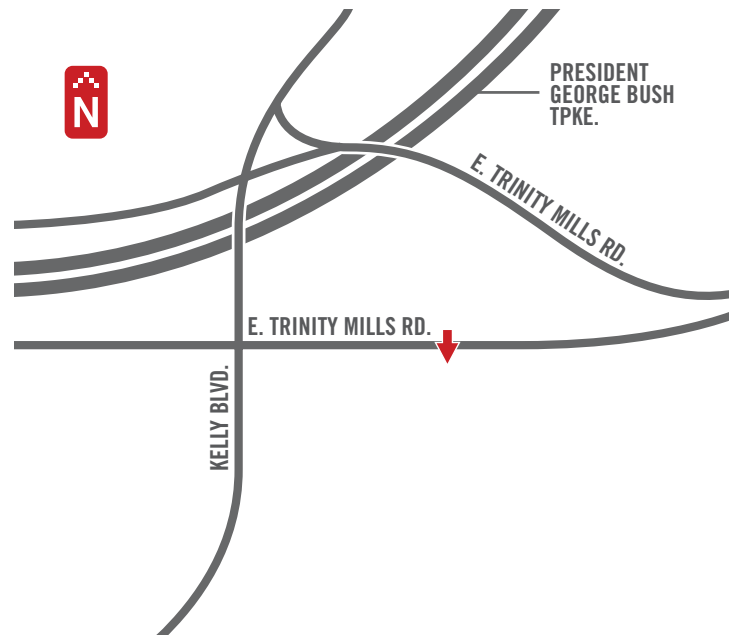 N
PRESIDENT
GEORGE BUSH
TPKE.
E. TRINITY MILLS RD.
E. TRINITY MILLS RD.
KELLY BLVD.